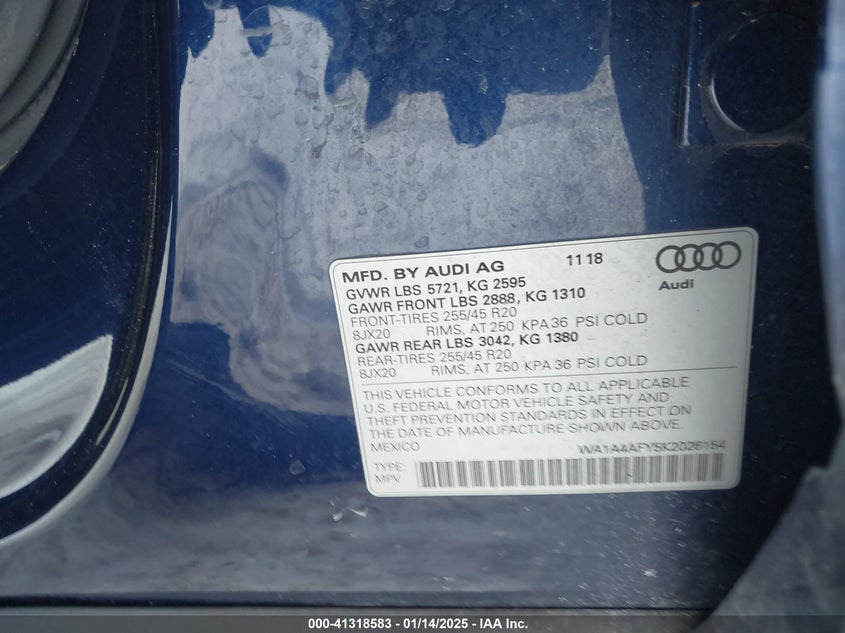 MFD. BY AUDI AG 11 18
GVWR LBS 5721, KG 2595
GAWR FRONT LBS 2888, KG 1310
FRONT-TIRES 255/45 R20
8JX20 RIMS, AT 250 KPA 36 PSI COLD
GAWR REAR LBS 3042, KG 1380
REAR-TIRES 255/45 R20
8JX20 RIMS, AT 250 KPA 36 PSI COLD
Audi
THIS VEHICLE CONFORMS TO ALL APPLICABLE
U.S. FEDERAL MOTOR VEHICLE SAFETY AND
THEFT PREVENTION STANDARDS IN EFFECT ON
THE DATE OF MANUFACTURE SHOWN ABOVE.
MEXICO WA1A4AFY5K2026154
TYPE:
MPV
000-41318583 - 01/14/2025 - IAA Inc.